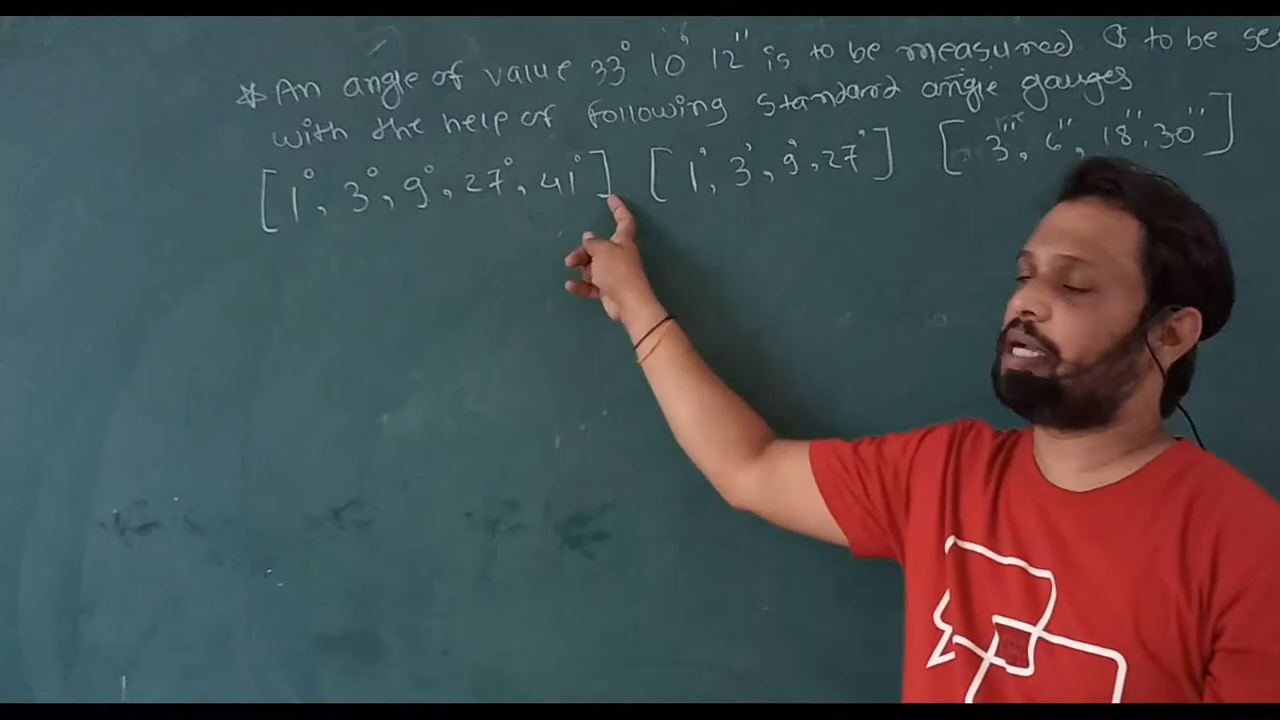 * An angle of value 33° 10' 12'' is to be measured & to be se
with the help of following standard angle gauges
[1°, 3°, 9°, 27°, 41°] [1', 3', 9', 27'] [3'', 6'', 18'', 30'']